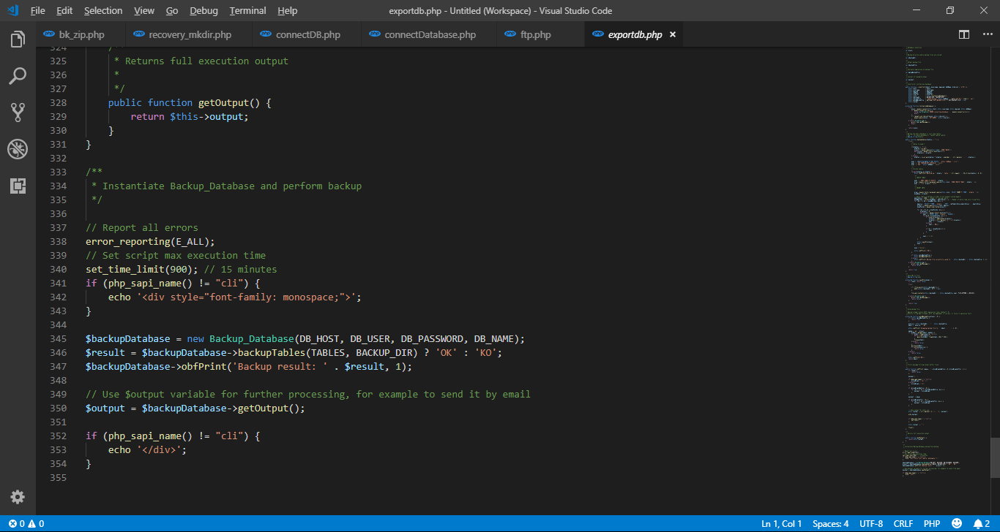 File Edit Selection View Go Debug Terminal Help
exportdb.php - Untitled (Workspace) - Visual Studio Code
php bk_zip.php php recovery_mkdir.php php connectDB.php php connectDatabase.php php ftp.php php exportdb.php ×
324 /**
325 * Returns full execution output
326 *
327 */
328 public function getOutput() {
329 return $this->output;
330 }
331 }
332
333 /**
334 * Instantiate Backup_Database and perform backup
335 */
336
337 // Report all errors
338 error_reporting(E_ALL);
339 // Set script max execution time
340 set_time_limit(900); // 15 minutes
341 if (php_sapi_name() != "cli") {
342 echo '<div style="font-family: monospace;">';
343 }
344
345 $backupDatabase = new Backup_Database(DB_HOST, DB_USER, DB_PASSWORD, DB_NAME);
346 $result = $backupDatabase->backupTables(TABLES, BACKUP_DIR) ? 'OK' : 'KO';
347 $backupDatabase->obfPrint('Backup result: ' . $result, 1);
348
349 // Use $output variable for further processing, for example to send it by email
350 $output = $backupDatabase->getOutput();
351
352 if (php_sapi_name() != "cli") {
353 echo '</div>';
354 }
355
0 0 Ln 1, Col 1 Spaces: 4 UTF-8 CRLF PHP 2